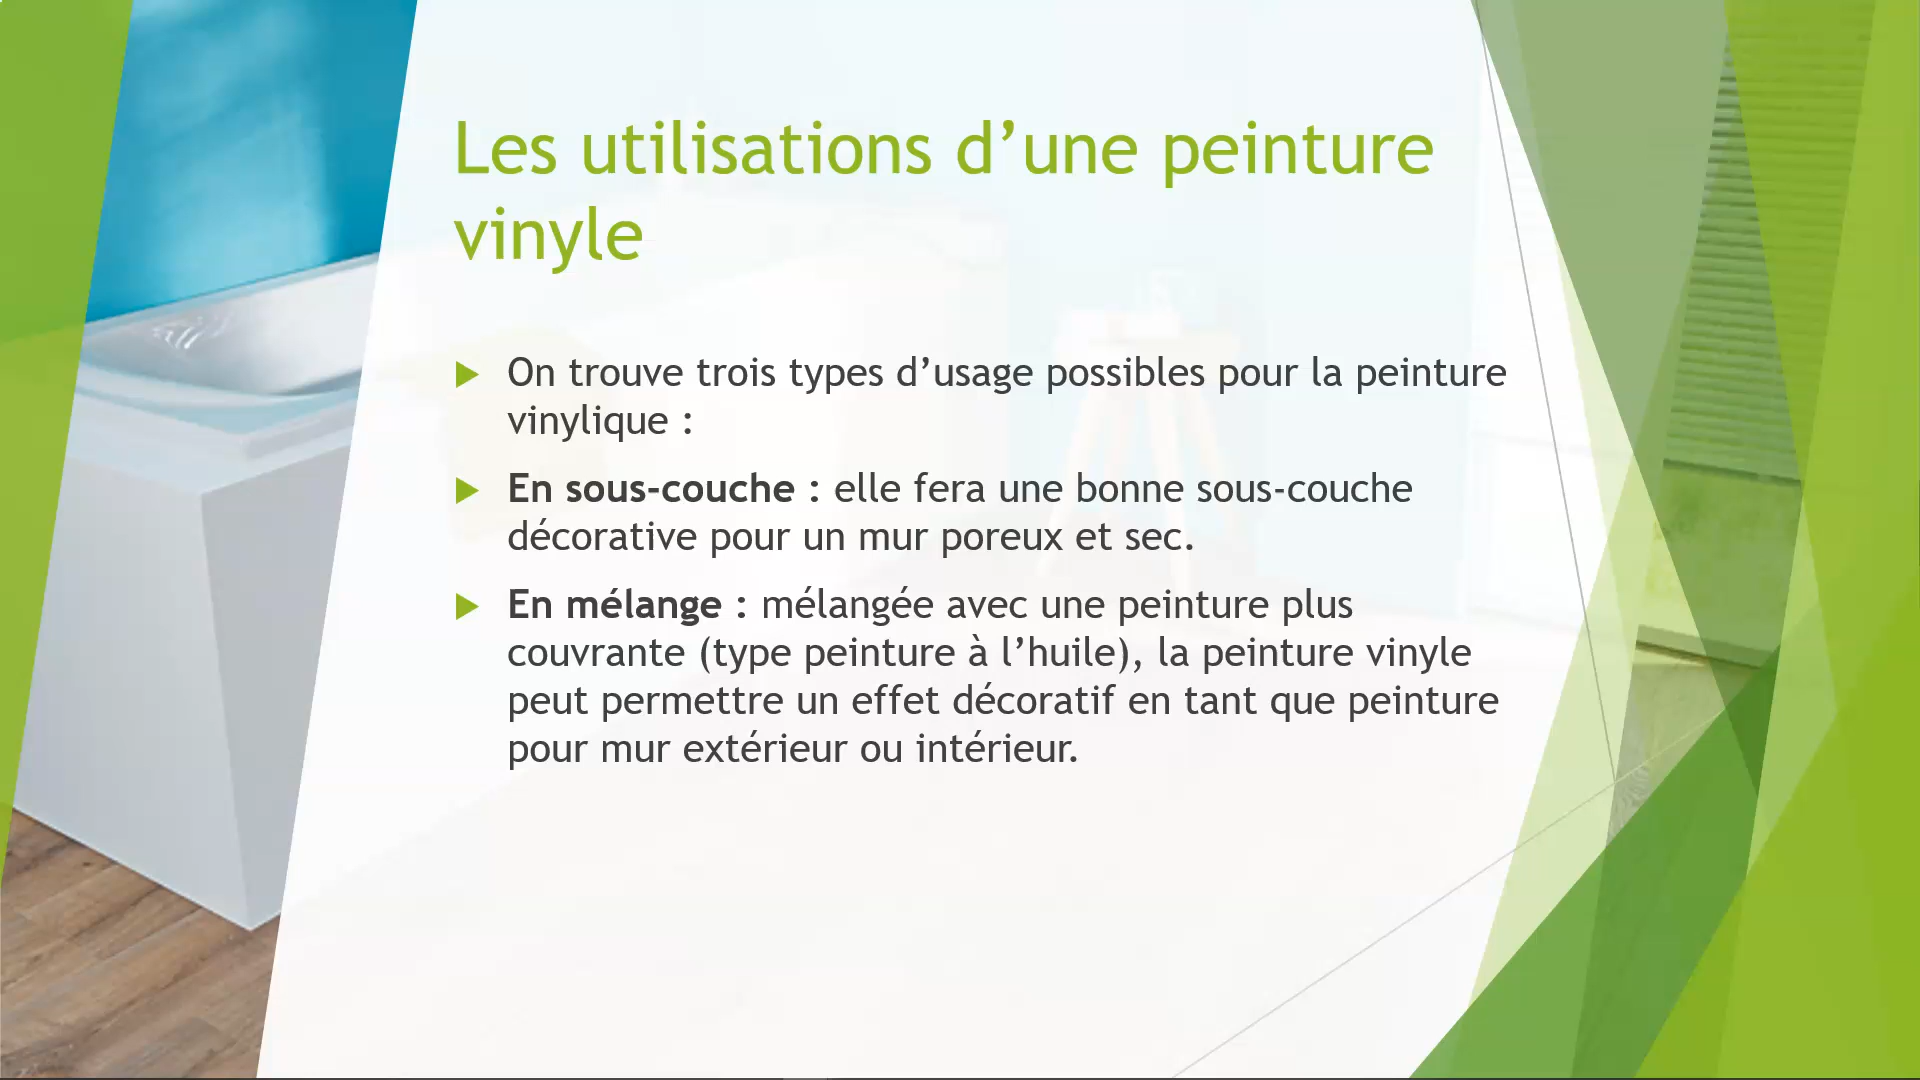 Les utilisations d’une peinture
vinyle
On trouve trois types d’usage possibles pour la peinture
vinylique :
En sous-couche : elle fera une bonne sous-couche
décorative pour un mur poreux et sec.
En mélange : mélangée avec une peinture plus
couvrante (type peinture à l’huile), la peinture vinyle
peut permettre un effet décoratif en tant que peinture
pour mur extérieur ou intérieur.